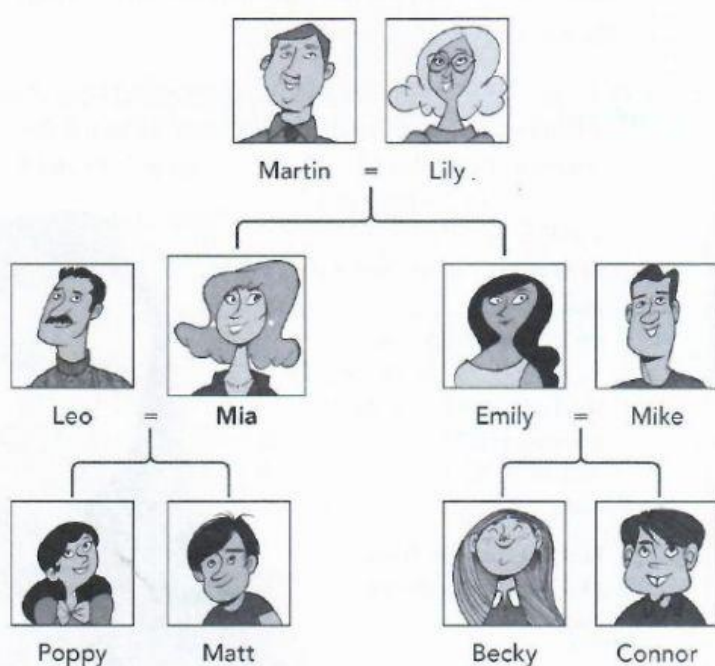 Martin = Lily
Leo = Mia Emily = Mike
Poppy Matt Becky Connor